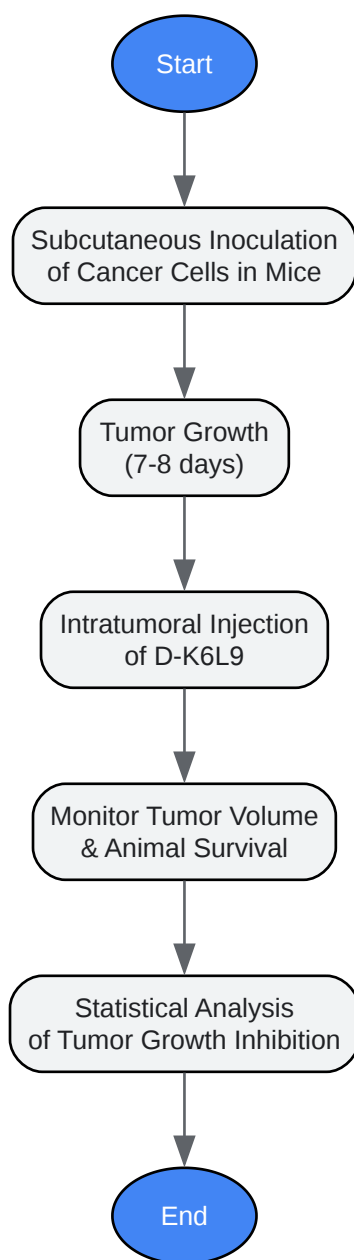 Start
Subcutaneous Inoculation
of Cancer Cells in Mice
Tumor Growth
(7-8 days)
Intratumoral Injection
of D-K6L9
Monitor Tumor Volume
& Animal Survival
Statistical Analysis
of Tumor Growth Inhibition
End